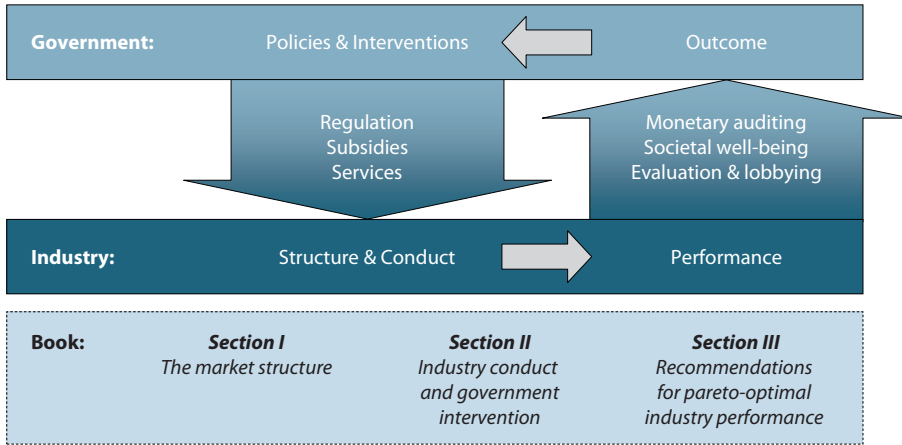 Government: Policies & Interventions Outcome
Regulation
Subsidies
Services
Monetary auditing
Societal well-being
Evaluation & lobbying
Industry: Structure & Conduct Performance
Book:
Section I
The market structure
Section II
Industry conduct
and government
intervention
Section III
Recommendations
for pareto-optimal
industry performance